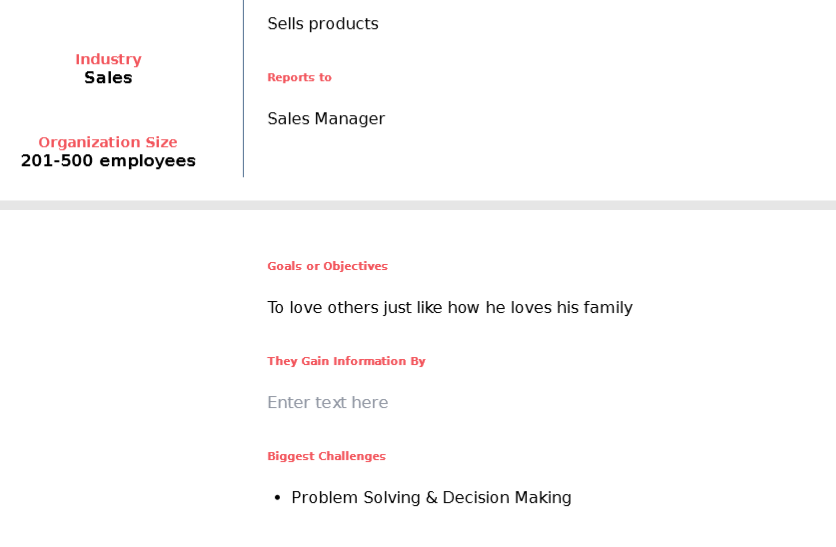 Sells products
Industry
Sales
Reports to
Sales Manager
Organization Size
201-500 employees
Goals or Objectives
To love others just like how he loves his family
They Gain Information By
Enter text here
Biggest Challenges
• Problem Solving & Decision Making